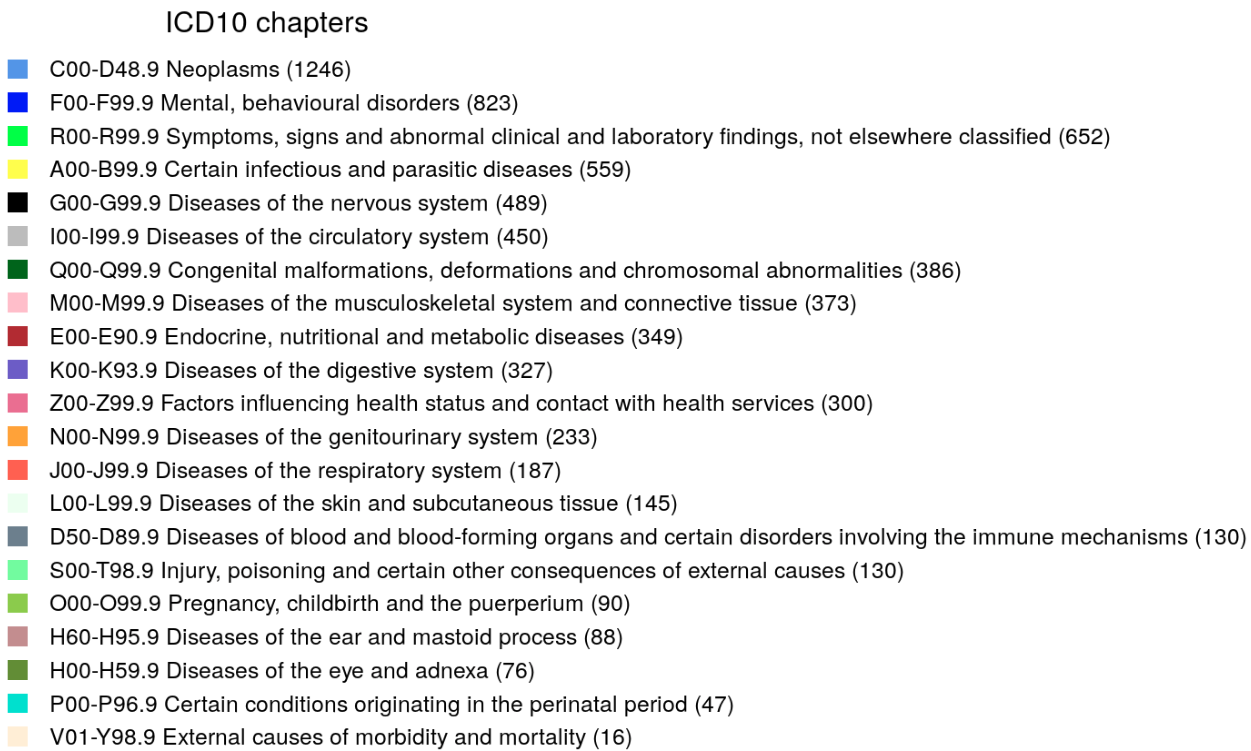 ICD10 chapters
C00-D48.9 Neoplasms (1246)
F00-F99.9 Mental, behavioural disorders (823)
R00-R99.9 Symptoms, signs and abnormal clinical and laboratory findings, not elsewhere classified (652)
A00-B99.9 Certain infectious and parasitic diseases (559)
G00-G99.9 Diseases of the nervous system (489)
I00-I99.9 Diseases of the circulatory system (450)
Q00-Q99.9 Congenital malformations, deformations and chromosomal abnormalities (386)
M00-M99.9 Diseases of the musculoskeletal system and connective tissue (373)
E00-E90.9 Endocrine, nutritional and metabolic diseases (349)
K00-K93.9 Diseases of the digestive system (327)
Z00-Z99.9 Factors influencing health status and contact with health services (300)
N00-N99.9 Diseases of the genitourinary system (233)
J00-J99.9 Diseases of the respiratory system (187)
L00-L99.9 Diseases of the skin and subcutaneous tissue (145)
D50-D89.9 Diseases of blood and blood-forming organs and certain disorders involving the immune mechanisms (130)
S00-T98.9 Injury, poisoning and certain other consequences of external causes (130)
O00-O99.9 Pregnancy, childbirth and the puerperium (90)
H60-H95.9 Diseases of the ear and mastoid process (88)
H00-H59.9 Diseases of the eye and adnexa (76)
P00-P96.9 Certain conditions originating in the perinatal period (47)
V01-Y98.9 External causes of morbidity and mortality (16)